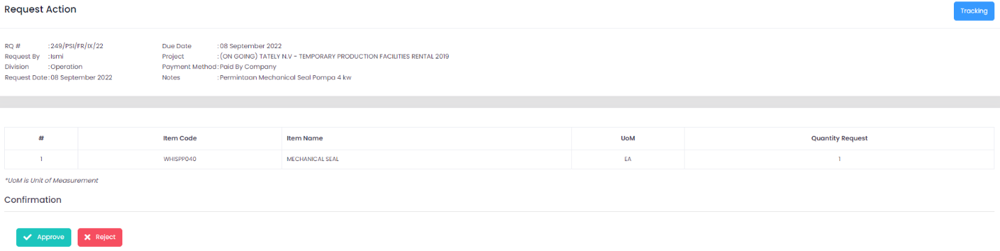 Request Action
Tracking
RQ # : 249/PSI/FR/IX/22
Due Date : 08 September 2022
Request By : Ismi
Project : (ON GOING) TATELY N.V - TEMPORARY PRODUCTION FACILITIES RENTAL 2019
Division : Operation
Payment Method : Paid By Company
Request Date : 08 September 2022
Notes : Permintaan Mechanical Seal Pompa 4 kw
# Item Code Item Name UoM Quantity Request
1 WHISPP040 MECHANICAL SEAL EA 1
*UoM is Unit of Measurement
Confirmation
Approve Reject